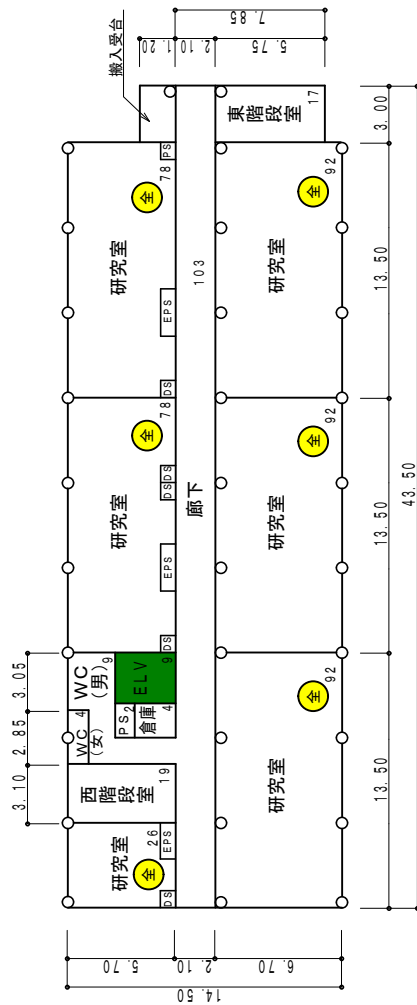 7.85
1.20
2.10
5.75
搬入受台
東階段室
17
3.00
PS
78
全
研究室
EPS
DS
103
全
92
研究室
13.50
78
全
研究室
DS
DS
EPS
DS
廊下
全
92
研究室
13.50
43.50
3.05
2.85
3.10
WC
(男)
9
ELV
9
WC
(女)
4
PS
2
倉庫
4
西階段室
19
研究室
26
全
EPS
DS
全
92
研究室
13.50
5.70
2.10
6.70
14.50